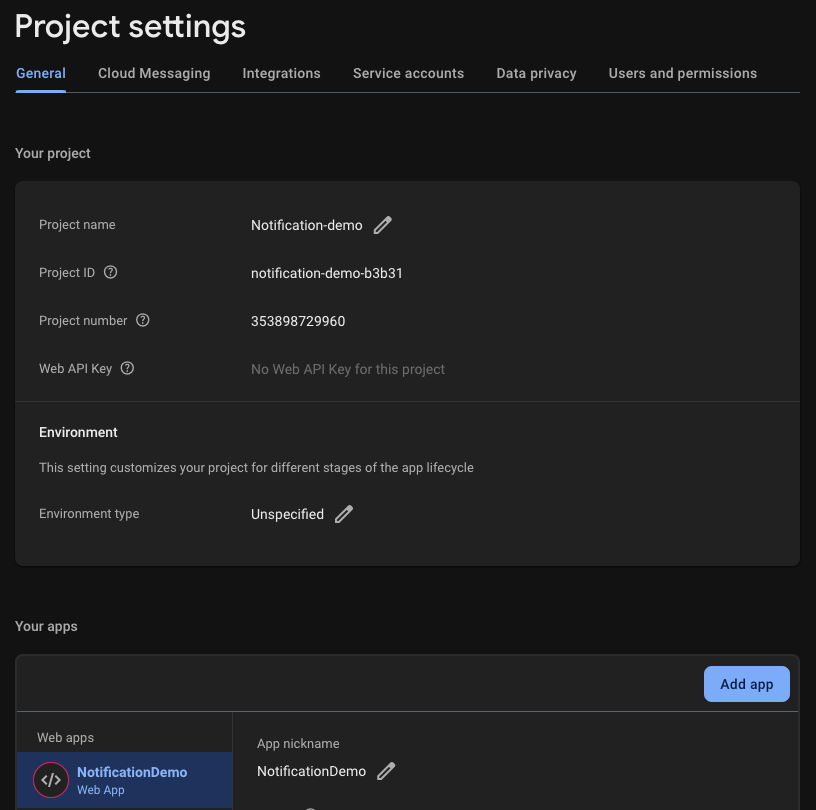 Project settings
General Cloud Messaging Integrations Service accounts Data privacy Users and permissions
Your project
Project name Notification-demo
Project ID notification-demo-b3b31
Project number 353898729960
Web API Key No Web API Key for this project
Environment
This setting customizes your project for different stages of the app lifecycle
Environment type Unspecified
Your apps
Add app
Web apps
NotificationDemo
Web App
App nickname
NotificationDemo